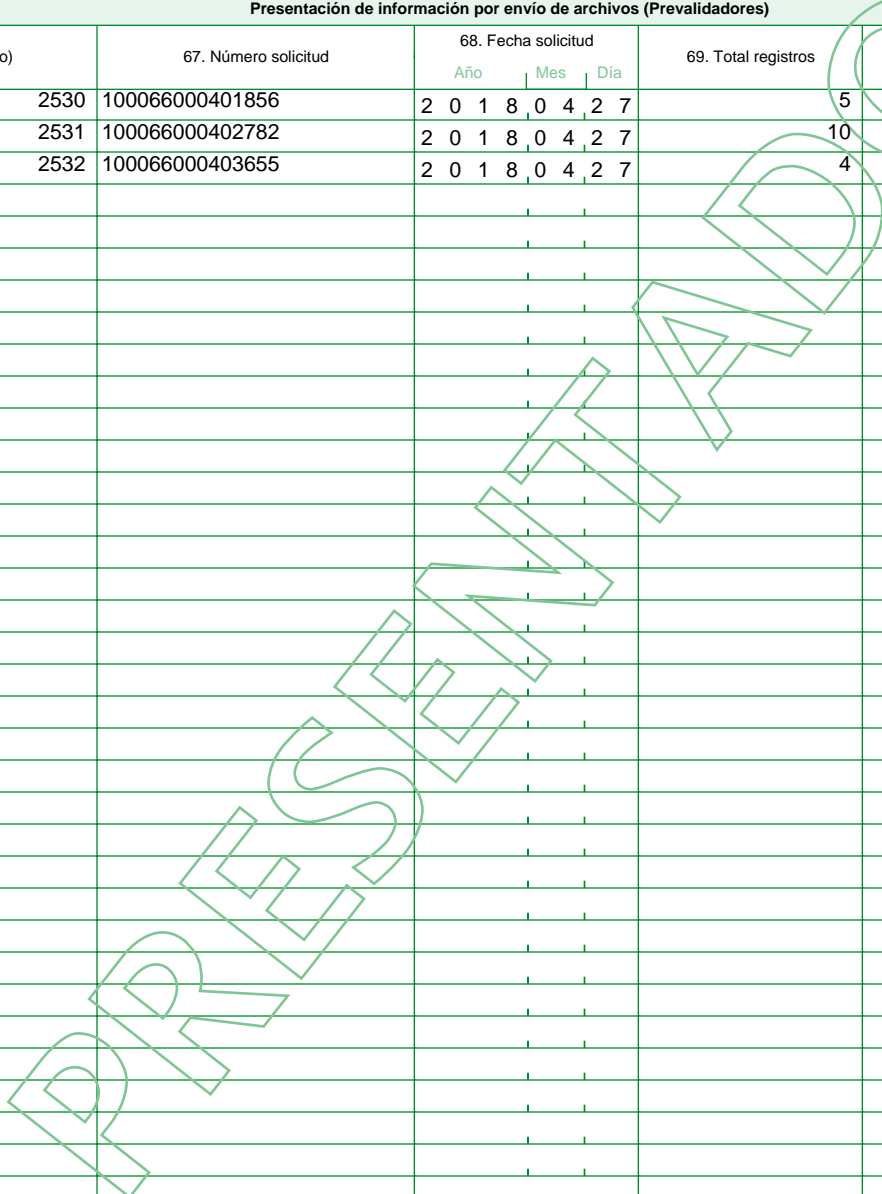 Presentación de información por envío de archivos (Prevalidadores)
o) 67. Número solicitud 68. Fecha solicitud 69. Total registros
Año Mes Día
2530 100066000401856 2 0 1 8 0 4 2 7 5
2531 100066000402782 2 0 1 8 0 4 2 7 10
2532 100066000403655 2 0 1 8 0 4 2 7 4
PRESENTADO